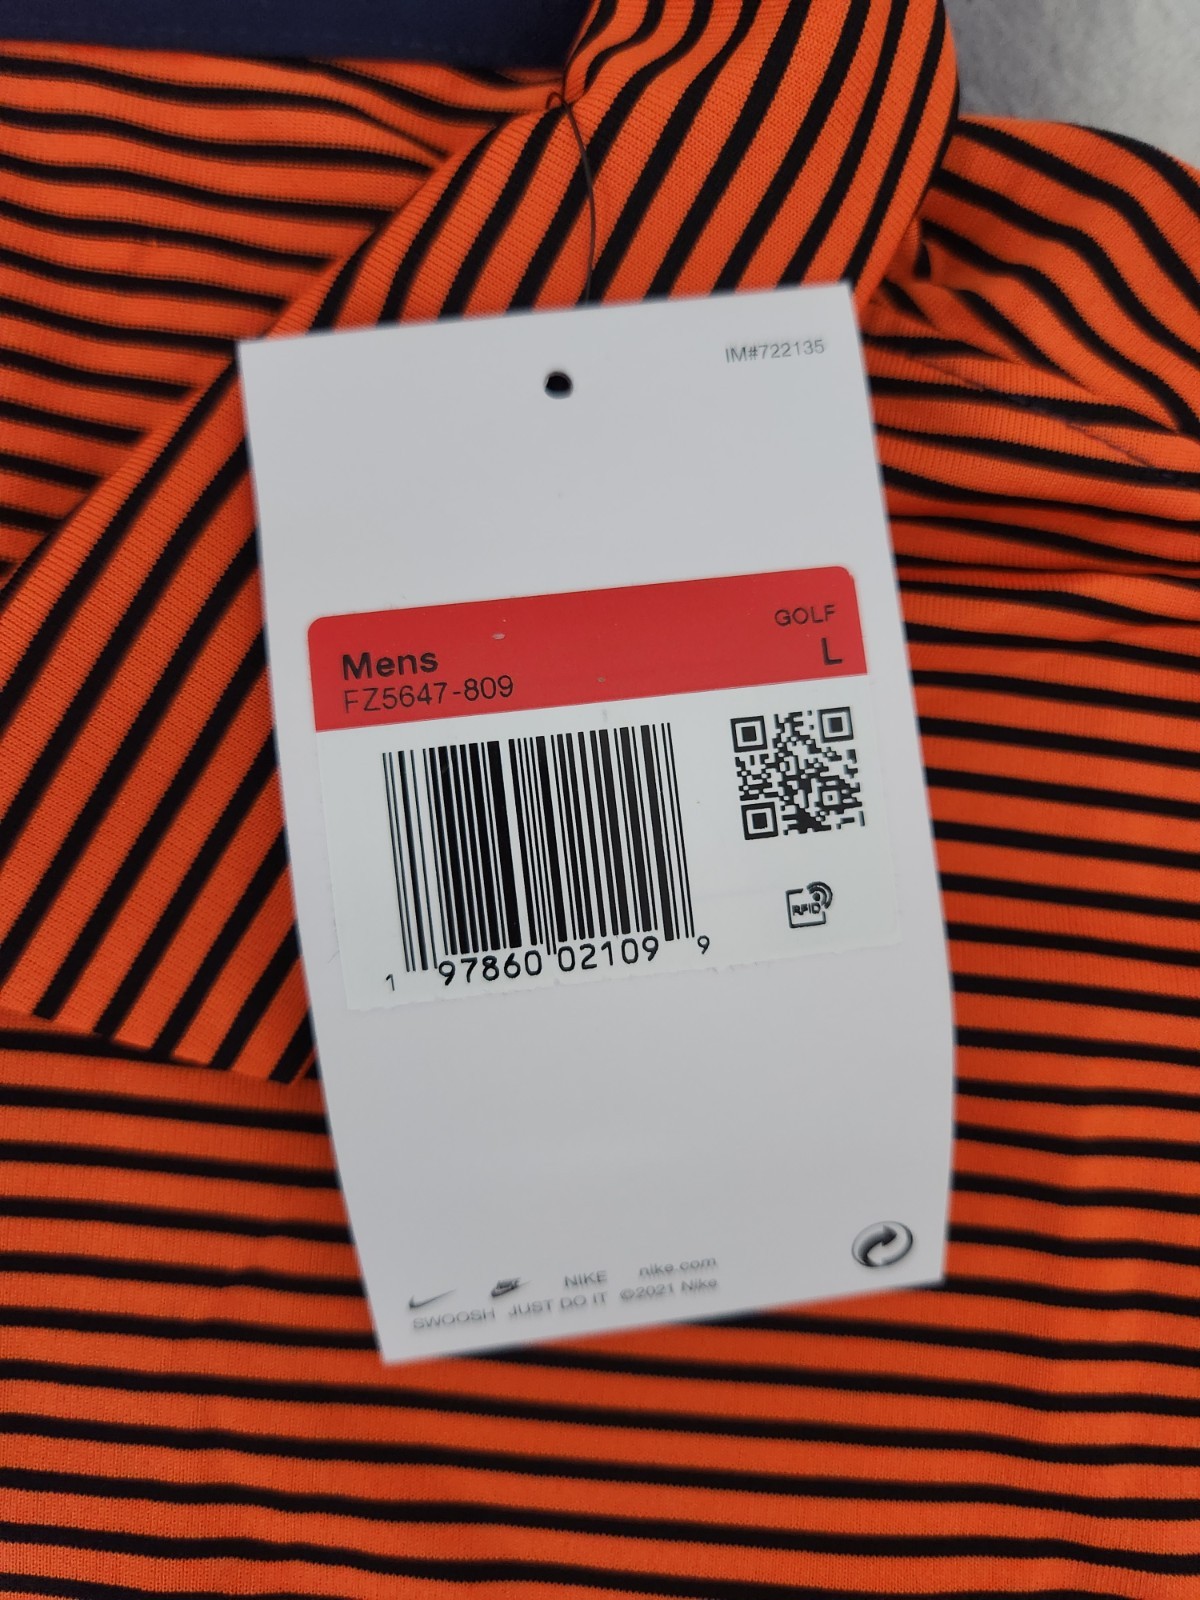 IM#722135
GOLF
Mens L
FZ5647-809
1 97860 02109 9
RFID
NIKE NIKE nike.com
SWOOSH JUST DO IT ©2021 Nike